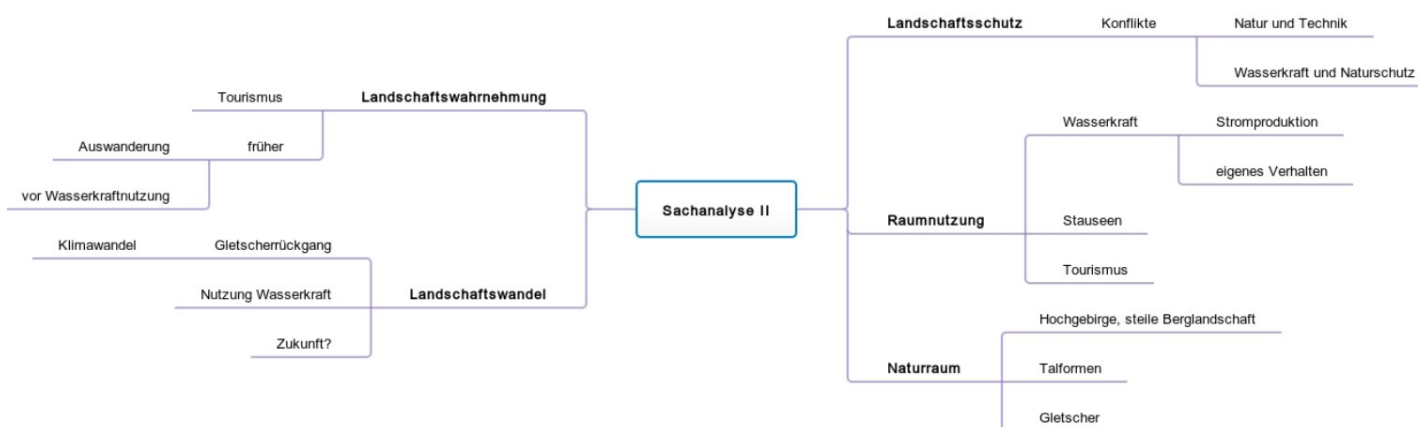 Landschaftsschutz
Konflikte
Natur und Technik
Wasserkraft und Naturschutz
Tourismus
Landschaftswahrnehmung
Auswanderung
früher
vor Wasserkraftnutzung
Wasserkraft
Stromproduktion
eigenes Verhalten
Sachanalyse II
Raumnutzung
Stauseen
Tourismus
Klimawandel
Gletscherrückgang
Nutzung Wasserkraft
Landschaftswandel
Zukunft?
Hochgebirge, steile Berglandschaft
Naturraum
Talformen
Gletscher